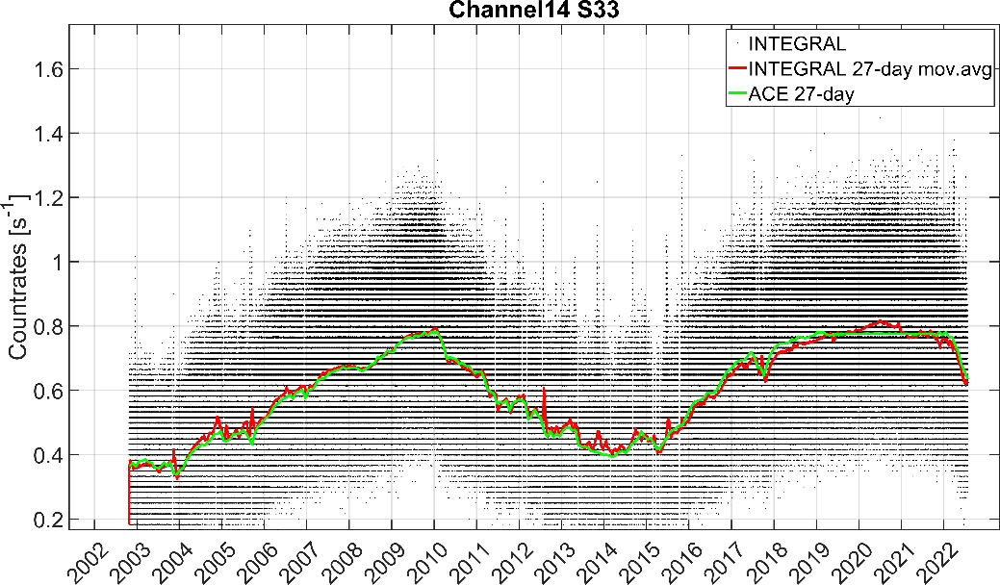 Channel14 S33
INTEGRAL
INTEGRAL 27-day mov.avg
ACE 27-day
Countrates [s-1]
1.6
1.4
1.2
1
0.8
0.6
0.4
0.2
2002 2003 2004 2005 2006 2007 2008 2009 2010 2011 2012 2013 2014 2015 2016 2017 2018 2019 2020 2021 2022